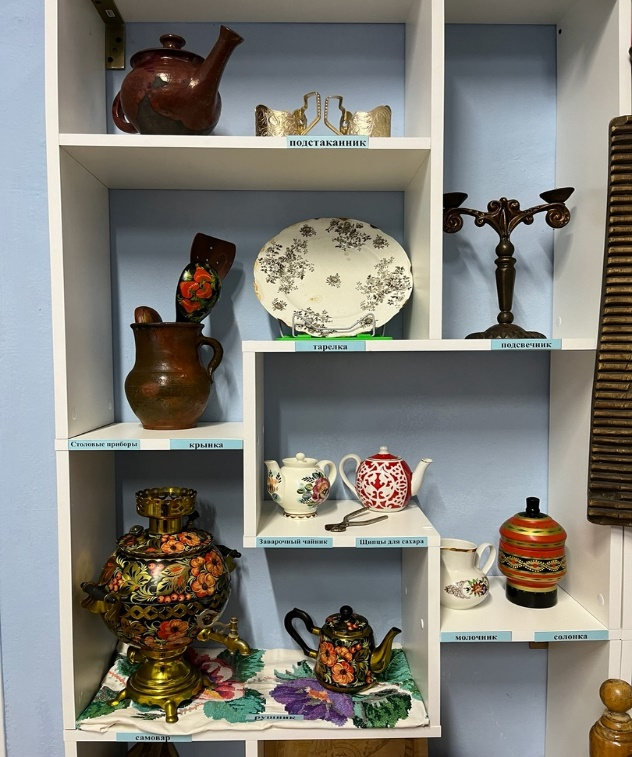 подстаканник
тарелка
подсвечник
Столовые приборы
крынка
Заварочный чайник
Щипцы для сахара
молочник
солонка
рушник
самовар